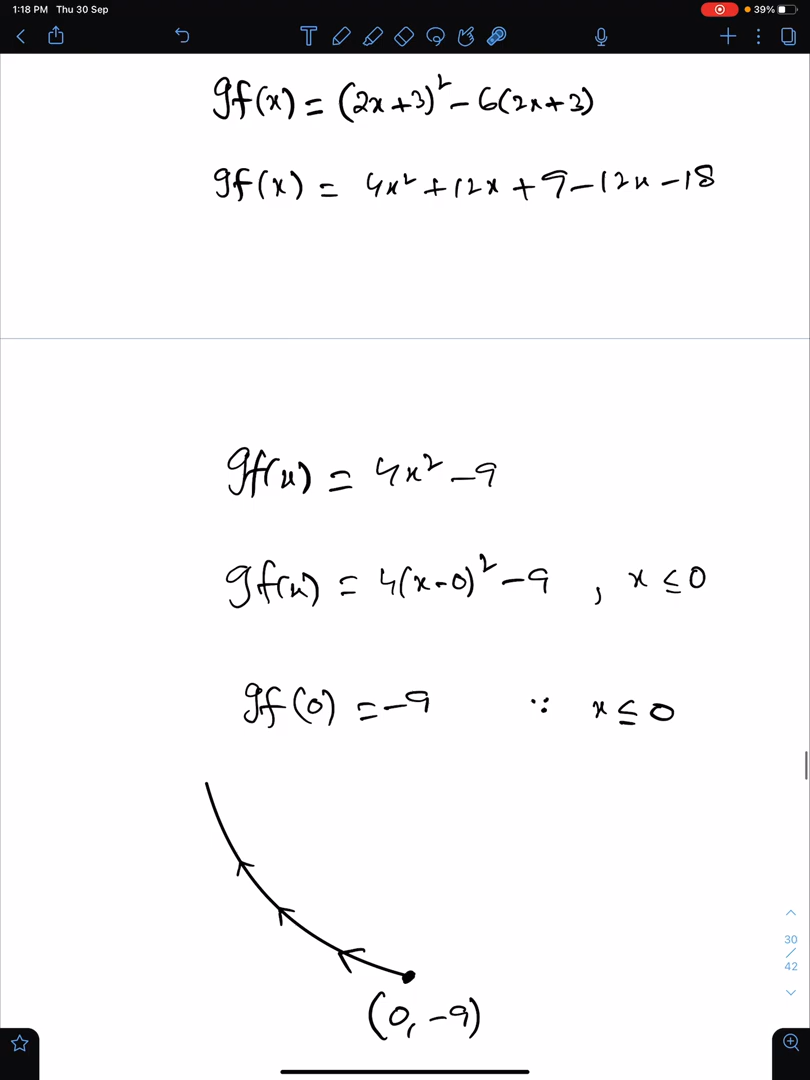 1:18 PM Thu 30 Sep 39%
T
gf(x) = (2x+3)² - 6(2x+3)
gf(x) = 4x² + 12x + 9 - 12x - 18
gf(x) = 4x² - 9
gf(x) = 4(x-0)² - 9 , x ≤ 0
gf(0) = -9 ∵ x ≤ 0
(0, -9)
30
/
42